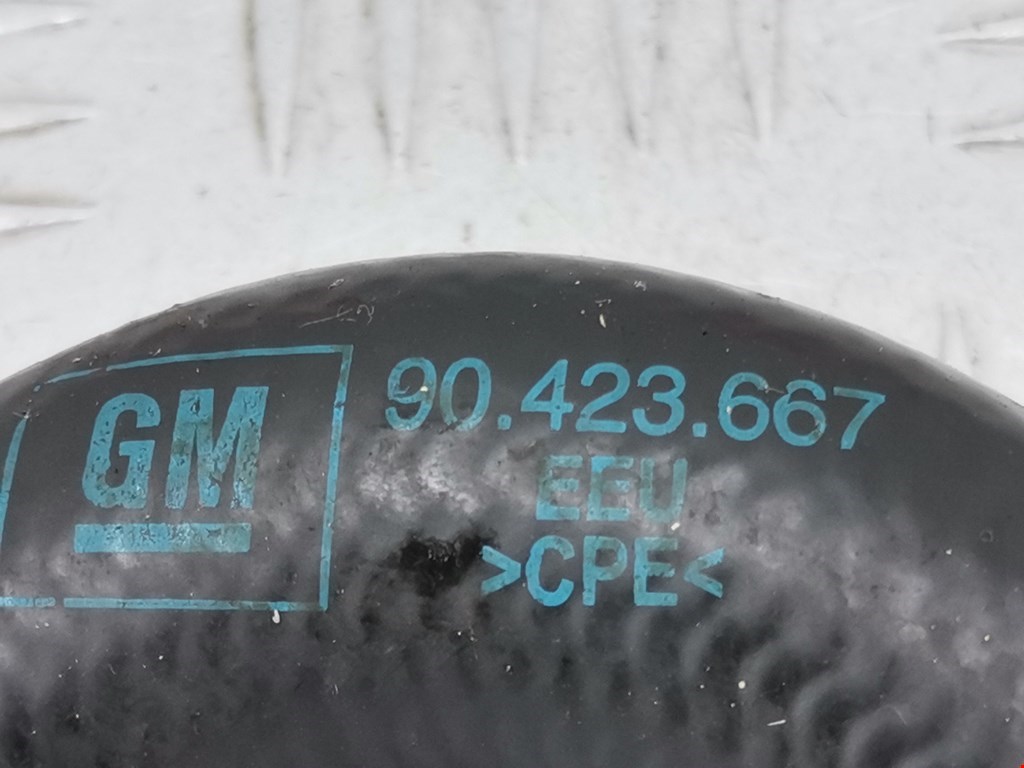 GM
90.423.667
EEU
>CPE<